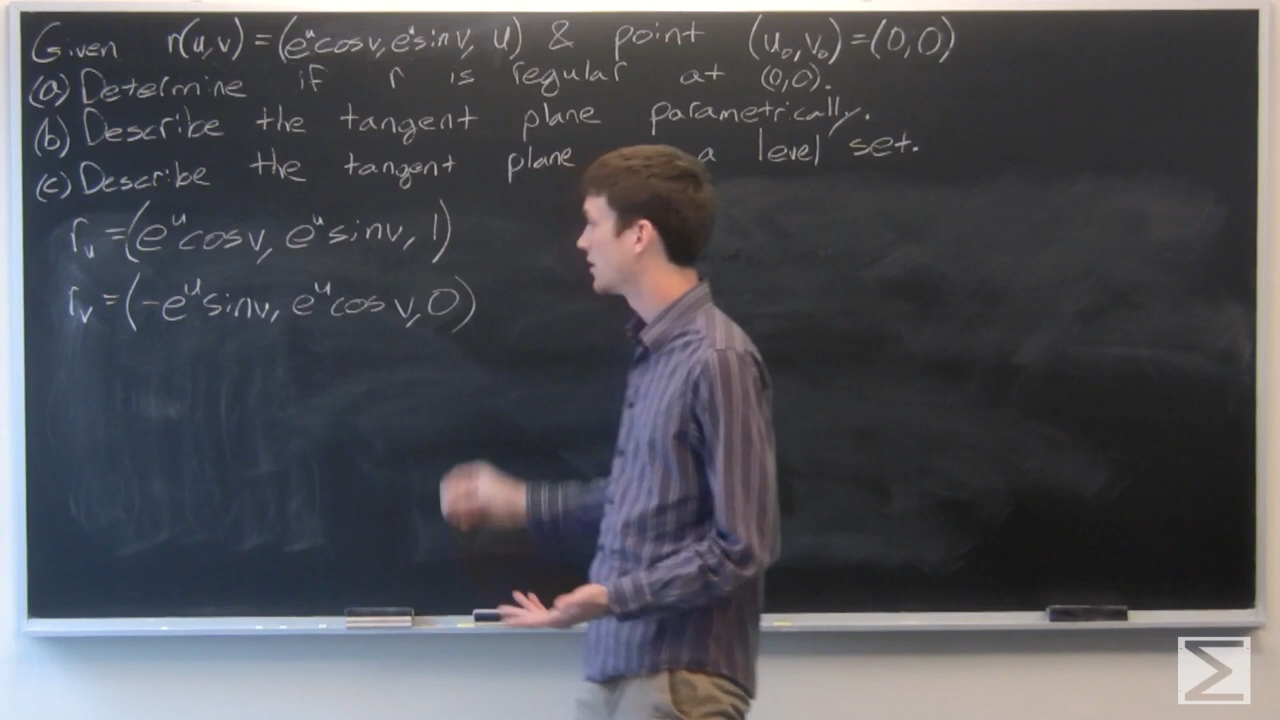 Given r(u,v) = (e^u cos v, e^u sin v, u) & point (u₀,v₀)=(0,0)
(a) Determine if r is regular at (0,0).
(b) Describe the tangent plane parametrically.
(c) Describe the tangent plane a level set.
r_v = (e^u cos v, e^u sin v, 1)
r_v = (-e^u sin v, e^u cos v, 0)
Σ